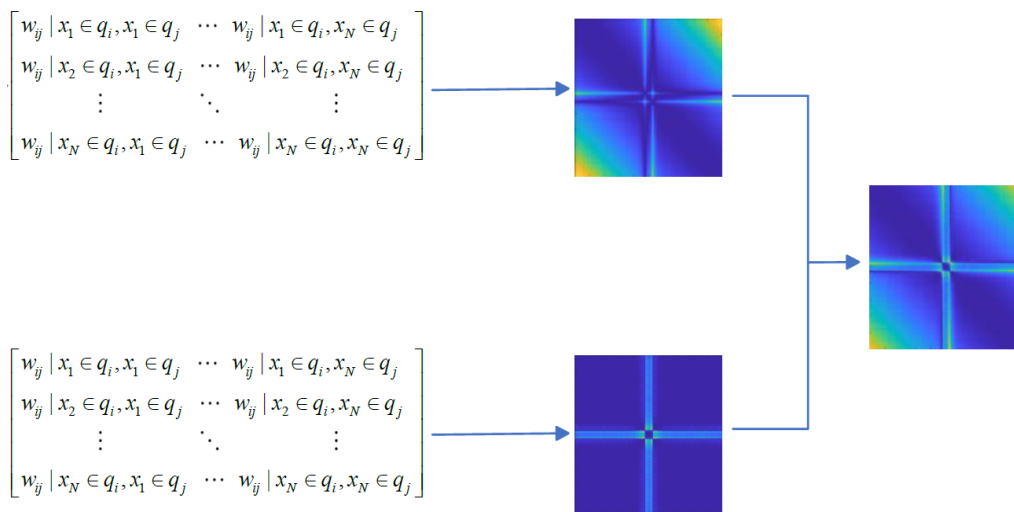 w_ij | x_1 ∈ q_i, x_1 ∈ q_j ⋯ w_ij | x_1 ∈ q_i, x_N ∈ q_j
w_ij | x_2 ∈ q_i, x_1 ∈ q_j ⋯ w_ij | x_2 ∈ q_i, x_N ∈ q_j
⋮ ⋱ ⋮
w_ij | x_N ∈ q_i, x_1 ∈ q_j ⋯ w_ij | x_N ∈ q_i, x_N ∈ q_j
w_ij | x_1 ∈ q_i, x_1 ∈ q_j ⋯ w_ij | x_1 ∈ q_i, x_N ∈ q_j
w_ij | x_2 ∈ q_i, x_1 ∈ q_j ⋯ w_ij | x_2 ∈ q_i, x_N ∈ q_j
⋮ ⋱ ⋮
w_ij | x_N ∈ q_i, x_1 ∈ q_j ⋯ w_ij | x_N ∈ q_i, x_N ∈ q_j